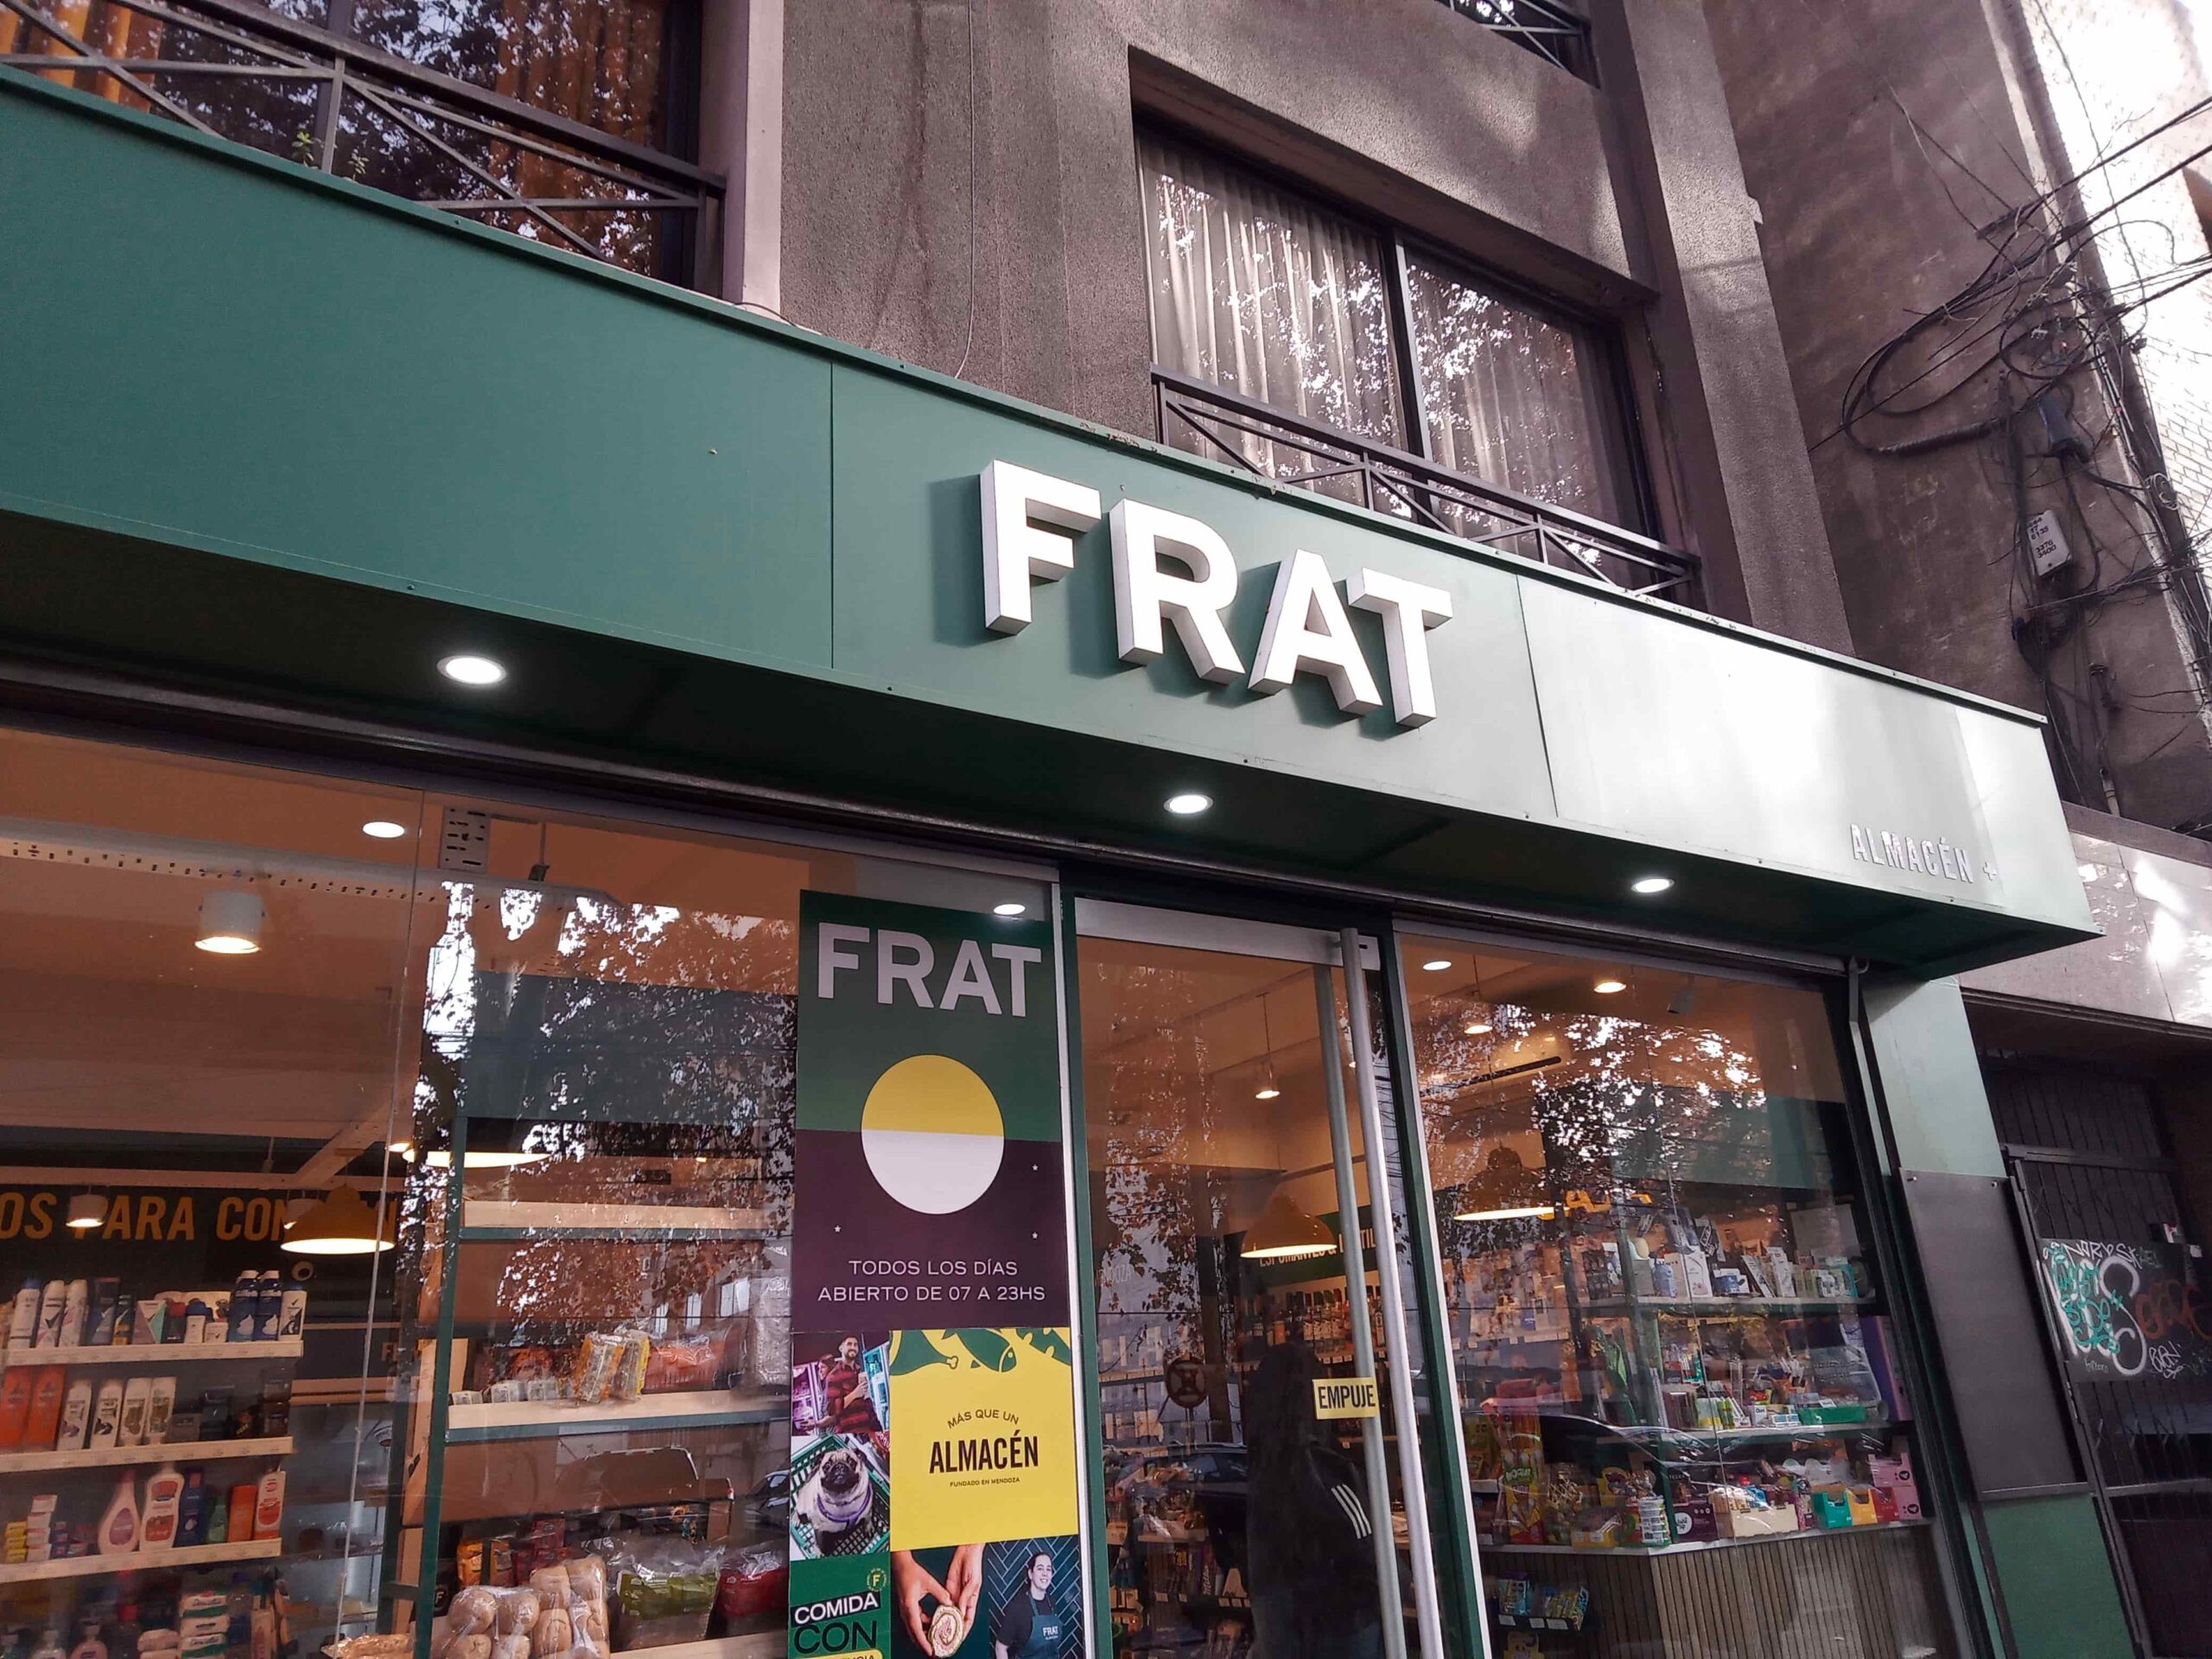 FRAT
ALMACÉN +
FRAT
TODOS LOS DÍAS
ABIERTO DE 07 A 23HS
OS PARA CON
EMPUJE
MÁS QUE UN
ALMACÉN
FUNDADO EN MENDOZA
COMIDA
CON
FRAT